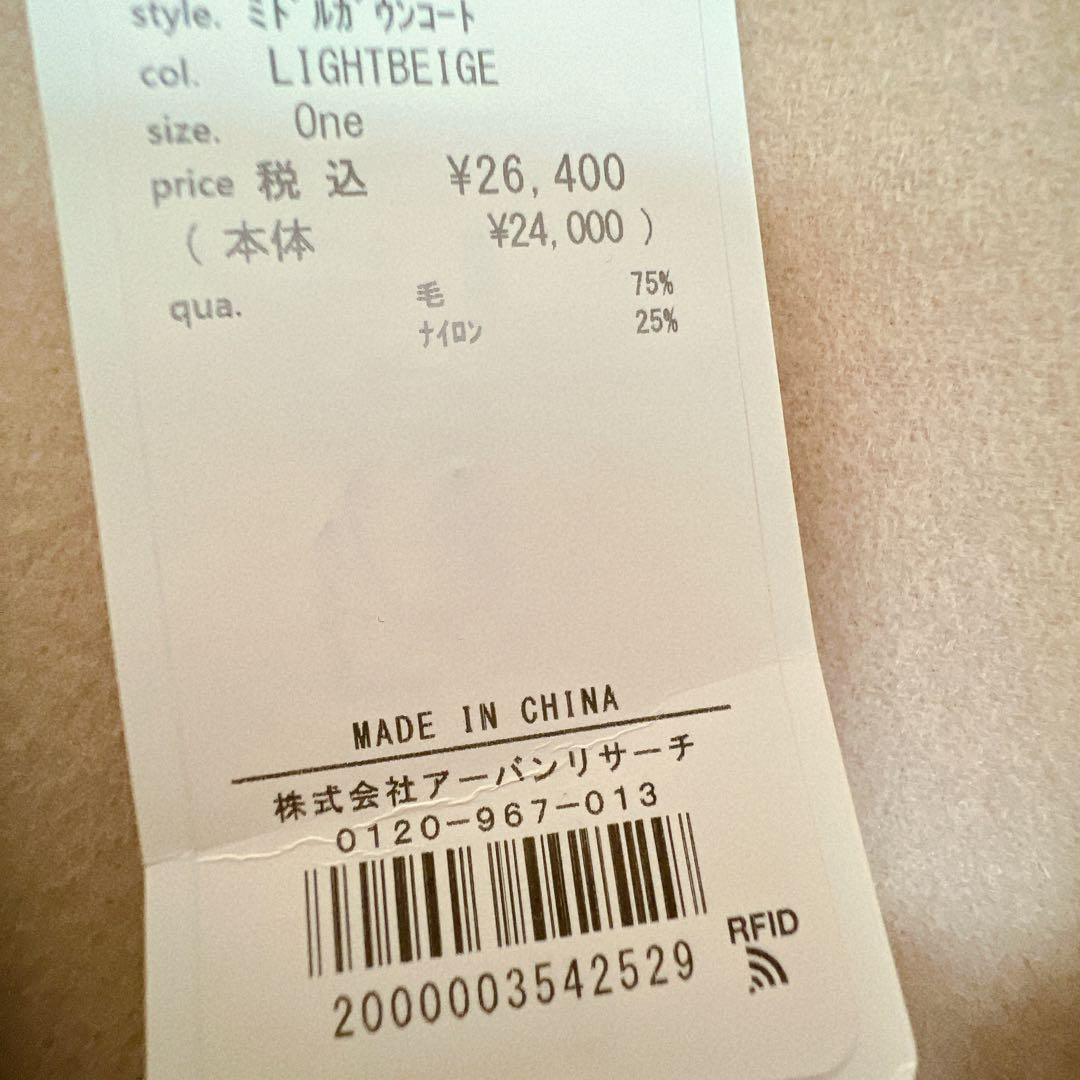 style. ミドルガウンコート
col. LIGHTBEIGE
size. One
price 税 込 ¥26,400
( 本体 ¥24,000 )
qua. 毛 75%
ナイロン 25%
MADE IN CHINA
株式会社アーバンリサーチ
0120-967-013
2000003542529
RFID